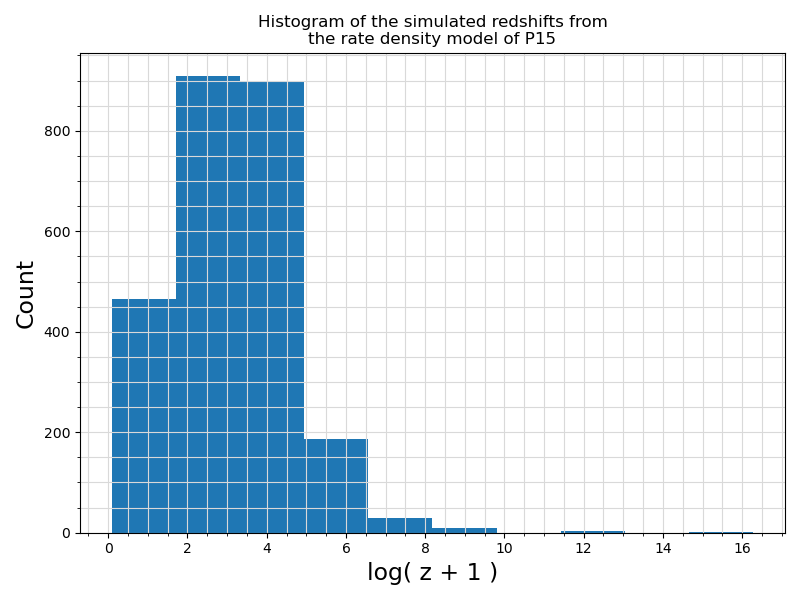 Histogram of the simulated redshifts from
the rate density model of P15
800
600
400
200
0
Count
0 2 4 6 8 10 12 14 16
log( z + 1 )